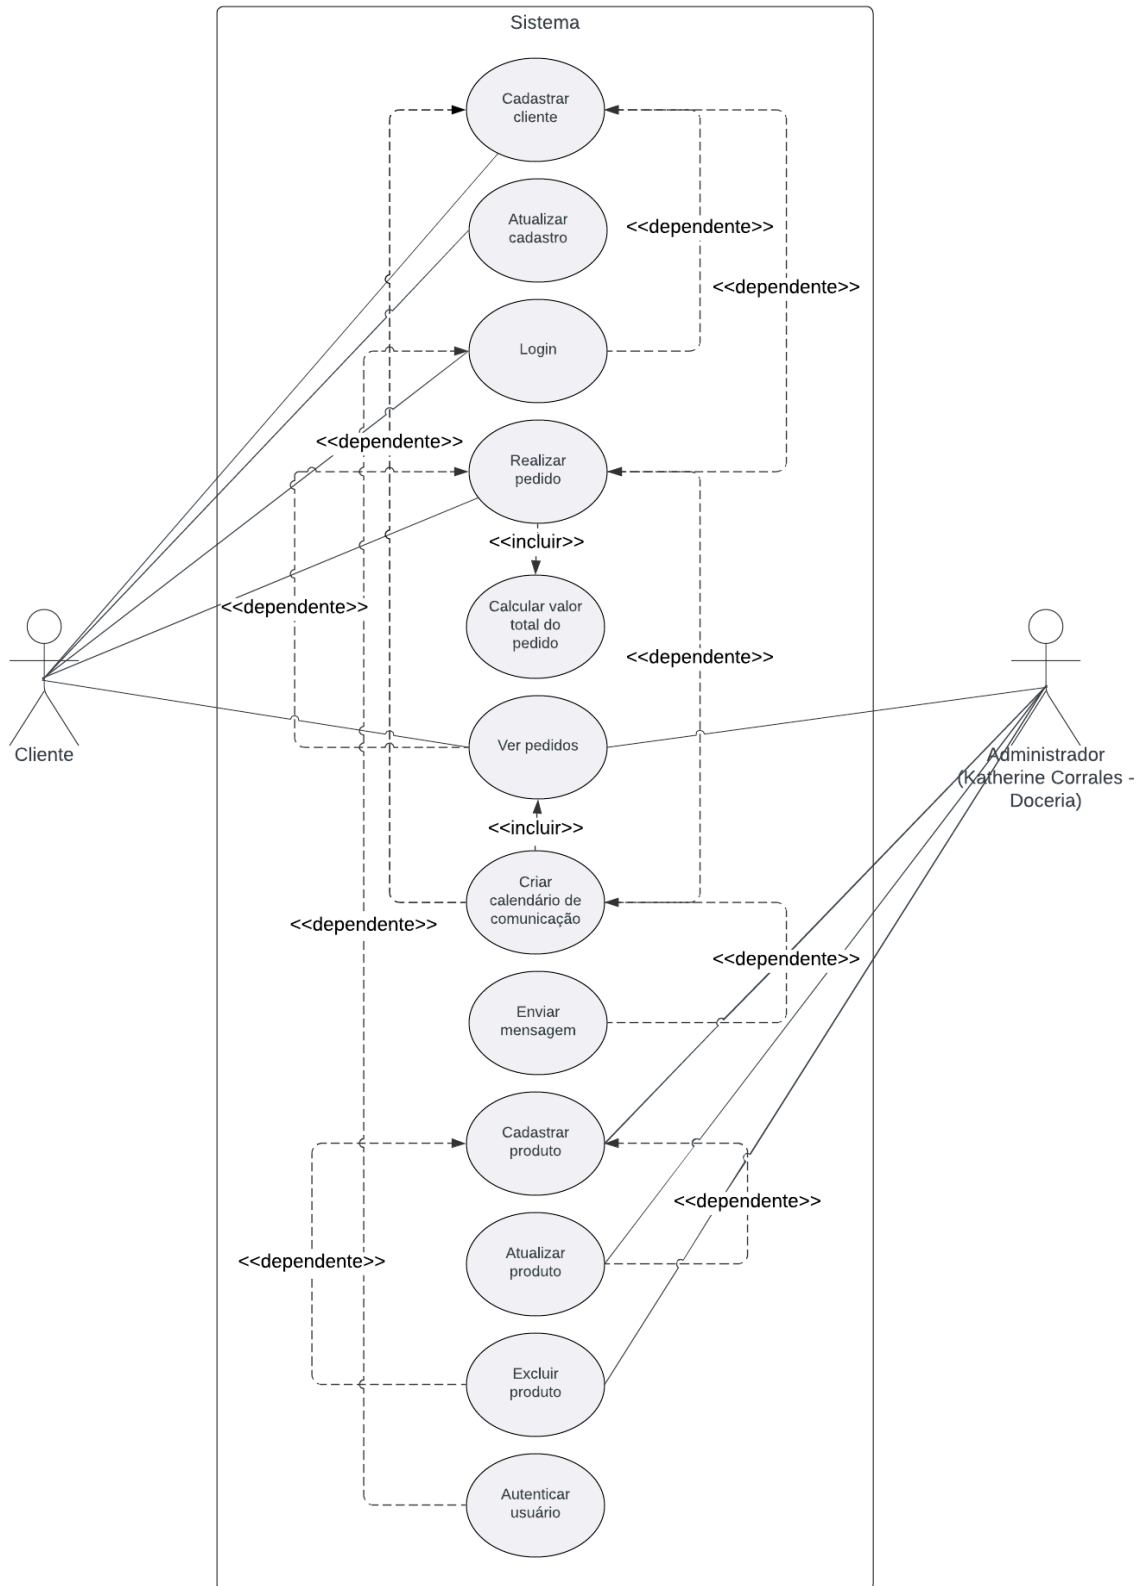 Sistema
Cadastrar
cliente
Atualizar
cadastro
<<dependente>>
<<dependente>>
Login
<<dependente>>
Realizar
pedido
<<incluir>>
Calcular valor
total do
pedido
<<dependente>>
<<dependente>>
Cliente
Ver pedidos
Administrador
(Katherine Corrales -
Doceria)
<<incluir>>
Criar
calendário de
comunicação
<<dependente>>
<<dependente>>
Enviar
mensagem
Cadastrar
produto
<<dependente>>
Atualizar
produto
<<dependente>>
Excluir
produto
Autenticar
usuário